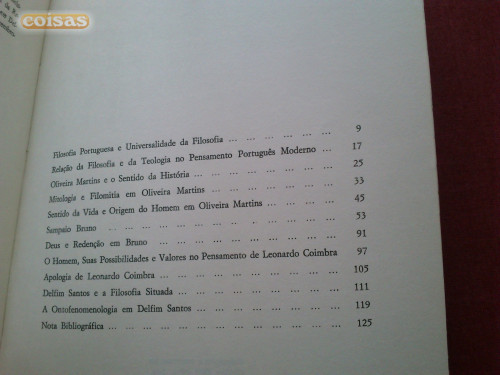 coisas
Filosofia Portuguesa e Universalidade da Filosofia ... ... ... ... ... 9
Relação da Filosofia e da Teologia no Pensamento Português Moderno ... 17
Oliveira Martins e o Sentido da História ... ... ... ... ... ... ... 25
Mitologia e Filomitia em Oliveira Martins ... ... ... ... ... ... 33
Sentido da Vida e Origem do Homem em Oliveira Martins ... ... ... 45
Sampaio Bruno ... ... ... ... ... ... ... ... ... ... ... 53
Deus e Redenção em Bruno ... ... ... ... ... ... ... ... ... 91
O Homem, Suas Possibilidades e Valores no Pensamento de Leonardo Coimbra 97
Apologia de Leonardo Coimbra ... ... ... ... ... ... ... ... 105
Delfim Santos e a Filosofia Situada ... ... ... ... ... ... ... 111
A Ontofenomenologia em Delfim Santos ... ... ... ... ... ... 119
Nota Bibliográfica ... ... ... ... ... ... ... ... ... ... 125